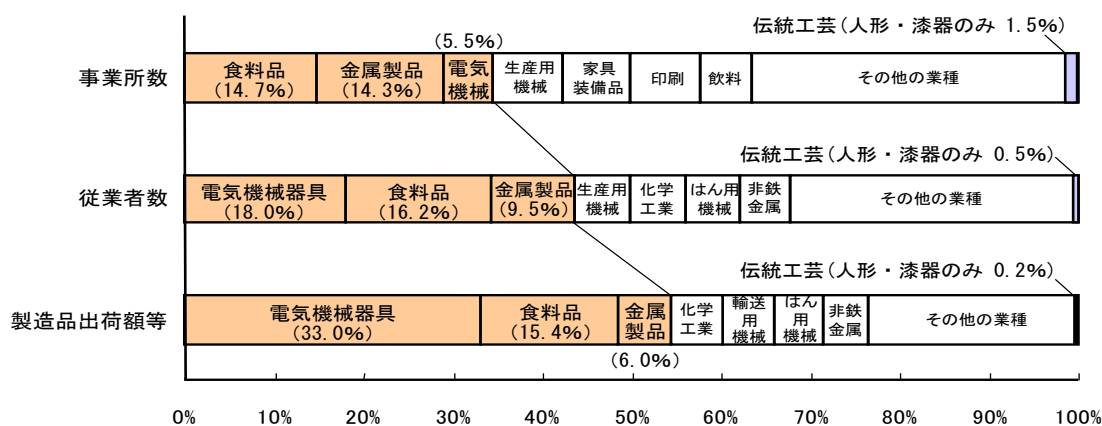 伝統工芸(人形・漆器のみ 1.5%)
(5.5%)
事業所数
食料品
(14.7%)
金属製品
(14.3%)
電気
機械
生産用
機械
家具
装備品
印刷
飲料
その他の業種
伝統工芸(人形・漆器のみ 0.5%)
従業者数
電気機械器具
(18.0%)
食料品
(16.2%)
金属製品
(9.5%)
生産用
機械
化学
工業
はん用
機械
非鉄
金属
その他の業種
伝統工芸(人形・漆器のみ 0.2%)
製造品出荷額等
電気機械器具
(33.0%)
食料品
(15.4%)
金属
製品
(6.0%)
化学
工業
輸送
用
機械
はん
用
機械
非鉄
金属
その他の業種
0% 10% 20% 30% 40% 50% 60% 70% 80% 90% 100%